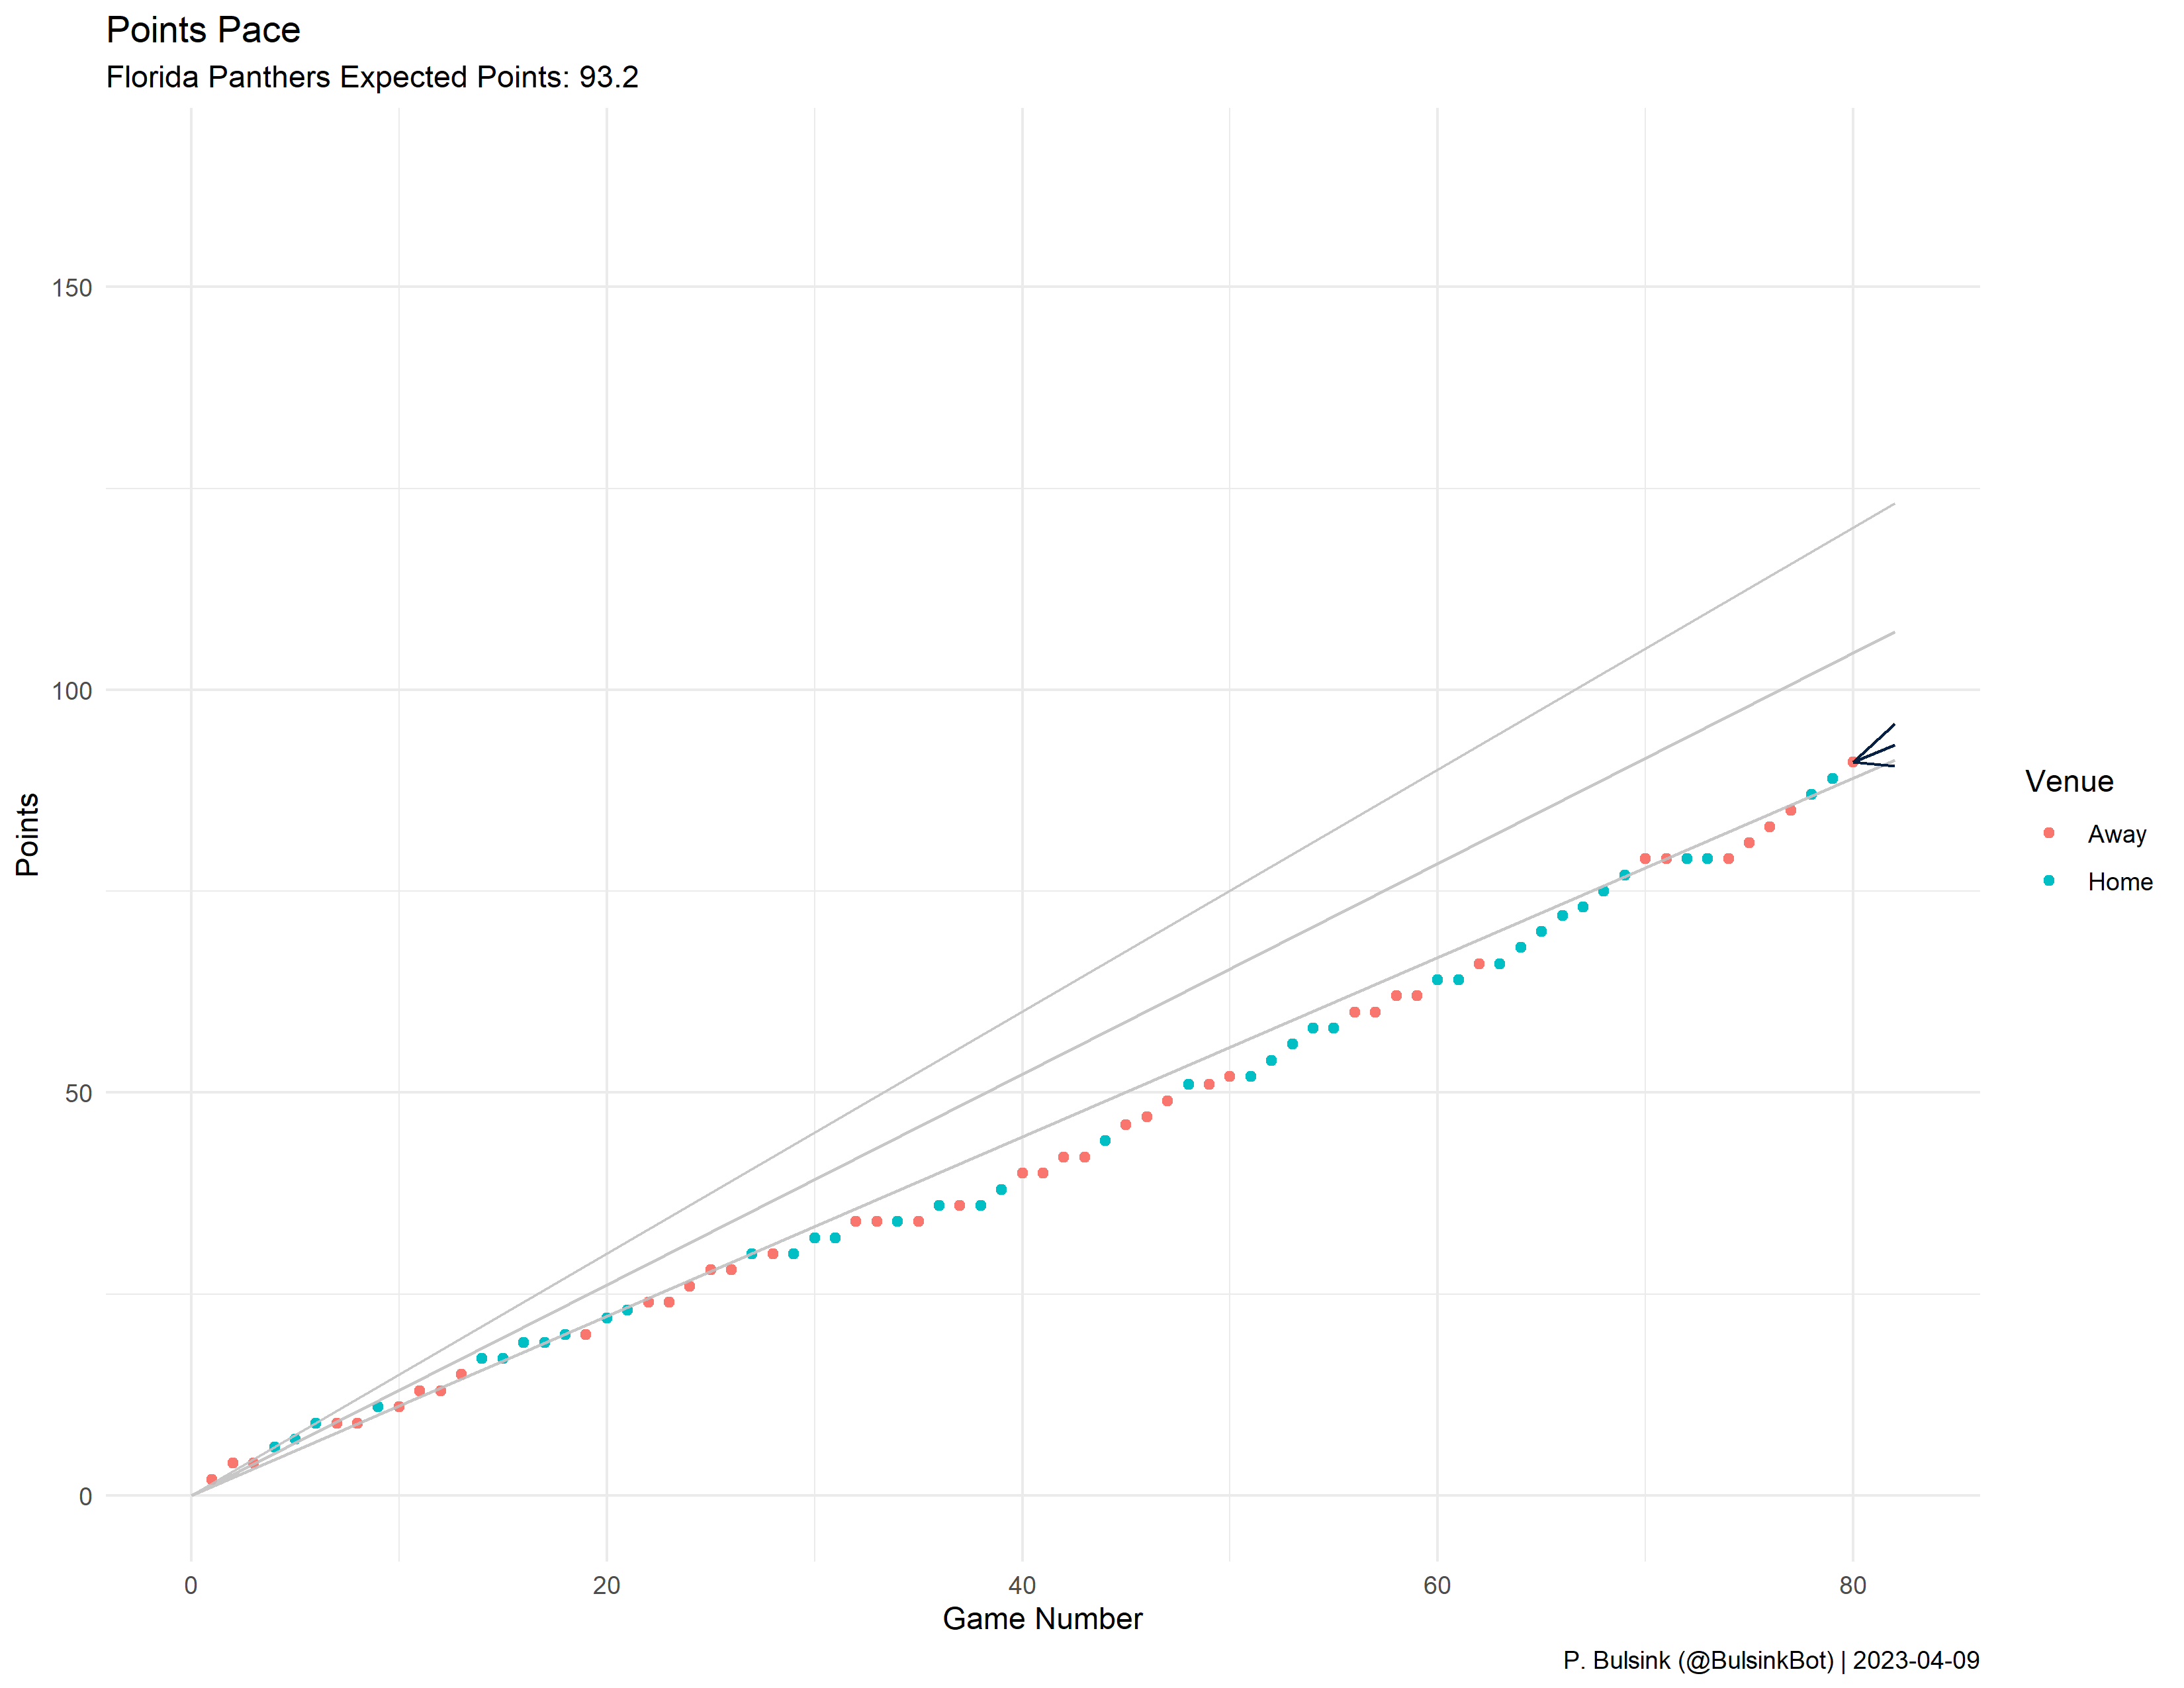 Points Pace
Florida Panthers Expected Points: 93.2
150
100
50
0
Points
0 20 40 60 80
Game Number
Venue
Away
Home
P. Bulsink (@BulsinkBot) | 2023-04-09